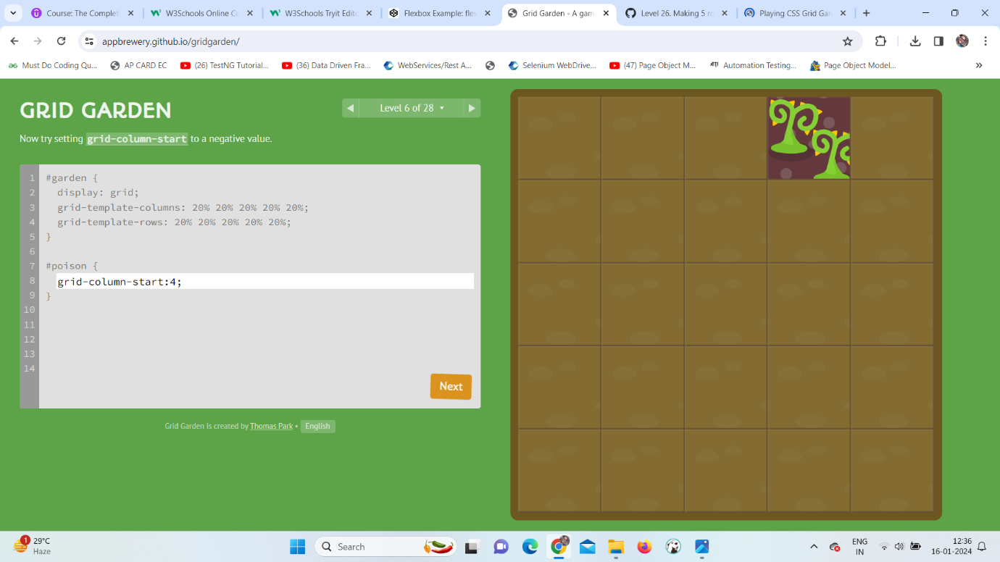 Course: The Complet
W3Schools Online Co
W3Schools Tryit Edito
Flexbox Example: flex
Grid Garden - A gam
Level 26. Making 5 ro
Playing CSS Grid Gar
appbrewery.github.io/gridgarden/
Must Do Coding Qu...
AP CARD EC
(26) TestNG Tutorial...
(36) Data Driven Fra...
WebServices/Rest A...
Selenium WebDrive...
(47) Page Object M...
Automation Testing...
Page Object Model...
GRID GARDEN
Level 6 of 28
Now try setting grid-column-start to a negative value.
1 #garden {
2 display: grid;
3 grid-template-columns: 20% 20% 20% 20% 20%;
4 grid-template-rows: 20% 20% 20% 20% 20%;
5 }
6
7 #poison {
8 grid-column-start:4;
9 }
10
11
12
13
14
Next
Grid Garden is created by Thomas Park • English
1
29°C
Haze
Search
ENG
IN
12:36
16-01-2024